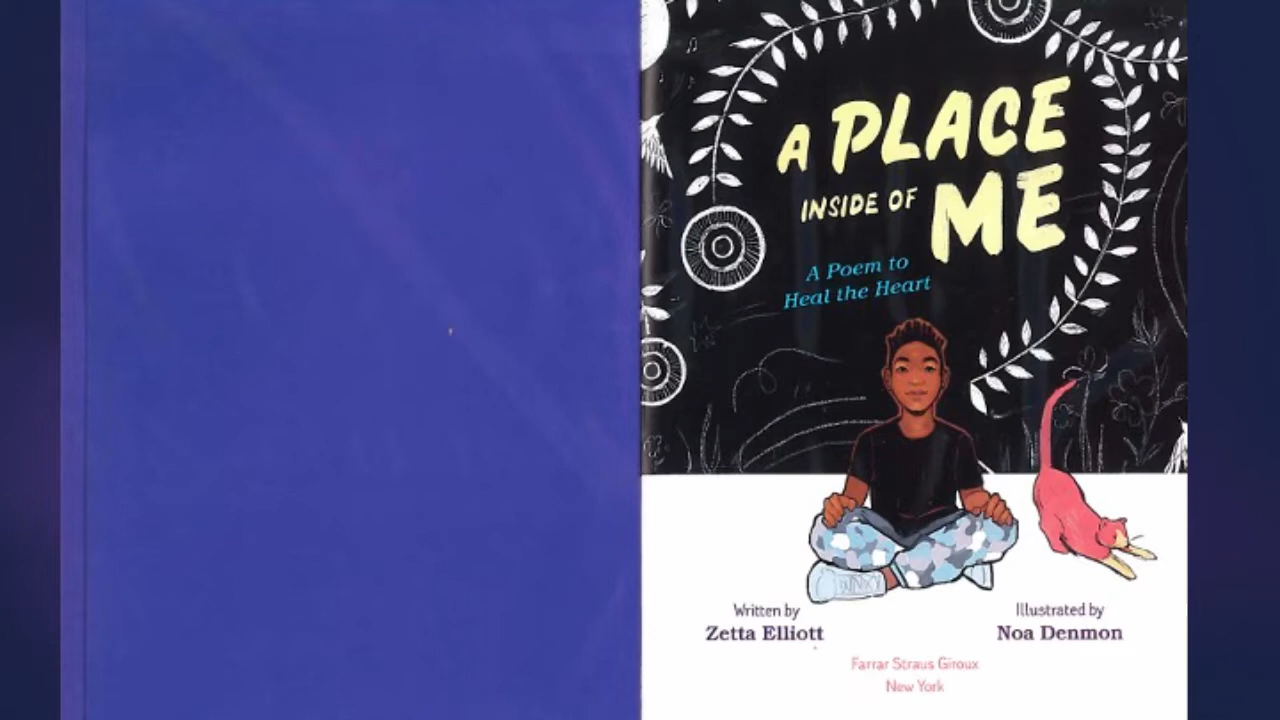 A PLACE
INSIDE OF ME
A Poem to
Heal the Heart
Written by
Zetta Elliott
Illustrated by
Noa Denmon
Farrar Straus Giroux
New York